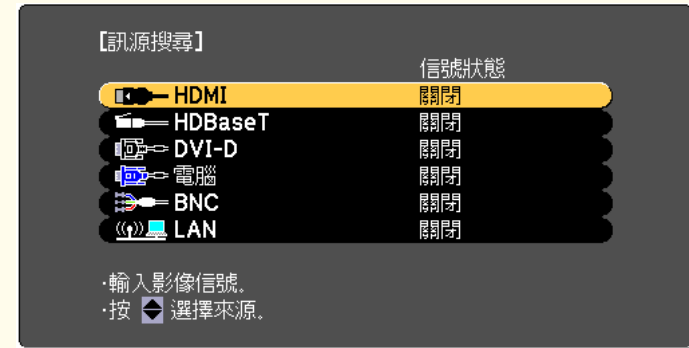 【訊源搜尋】
信號狀態
HDMI 關閉
HDBaseT 關閉
DVI-D 關閉
電腦 關閉
BNC 關閉
LAN 關閉
·輸入影像信號.
·按 選擇來源.